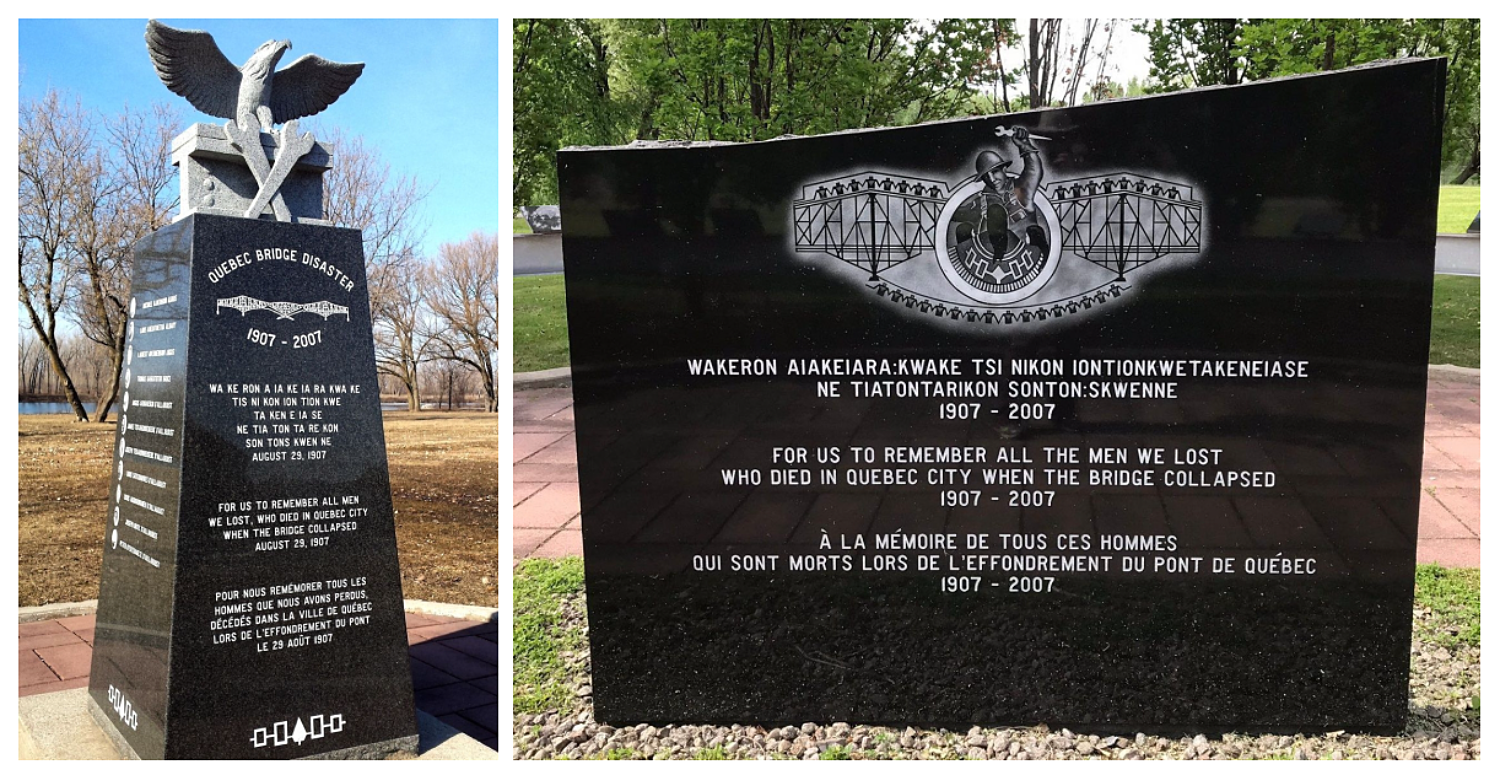 QUEBEC BRIDGE DISASTER
1907 - 2007
WA KE RON A IA KE IA RA KWA KE
TIS NI KON ION TION KWE
TA KEN E IA SE
NE TIA TON TA RE KON
SON TONS KWEN NE
AUGUST 29, 1907
FOR US TO REMEMBER ALL MEN
WE LOST, WHO DIED IN QUEBEC CITY
WHEN THE BRIDGE COLLAPSED
AUGUST 29, 1907
POUR NOUS REMÉMORER TOUS LES
HOMMES QUE NOUS AVONS PERDUS,
DÉCÉDÉS DANS LA VILLE DE QUÉBEC
LORS DE L'EFFONDREMENT DU PONT
LE 29 AOÛT 1907
WAKERON AIAKEIARA:KWAKE TSI NIKON IONTIONKWETAKENEIASE
NE TIATONTARIKON SONTON:SKWENNE
1907 - 2007
FOR US TO REMEMBER ALL THE MEN WE LOST
WHO DIED IN QUEBEC CITY WHEN THE BRIDGE COLLAPSED
1907 - 2007
À LA MÉMOIRE DE TOUS CES HOMMES
QUI SONT MORTS LORS DE L'EFFONDREMENT DU PONT DE QUÉBEC
1907 - 2007